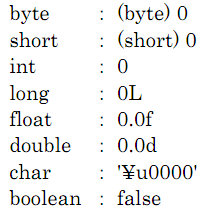 byte : (byte) 0
short : (short) 0
int : 0
long : 0L
float : 0.0f
double : 0.0d
char : '¥u0000'
boolean : false